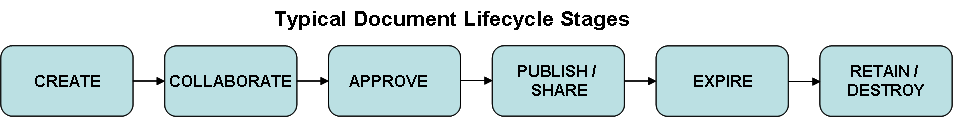 Typical Document Lifecycle Stages
CREATE
COLLABORATE
APPROVE
PUBLISH /
SHARE
EXPIRE
RETAIN /
DESTROY